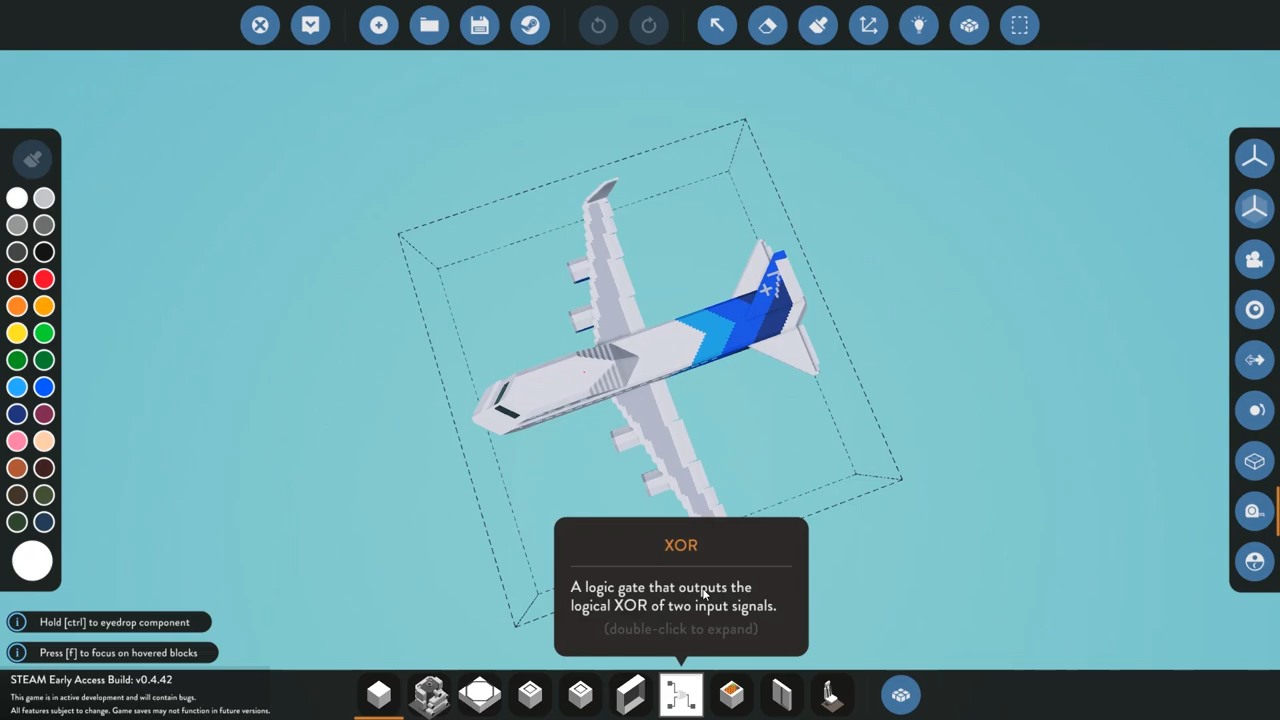 XOR
A logic gate that outputs the
logical XOR of two input signals.
(double-click to expand)
Hold [ctrl] to eyedrop component
Press [f] to focus on hovered blocks
STEAM Early Access Build: v0.4.42
This game is in active development and will contain bugs.
All features subject to change. Game saves may not function in future versions.